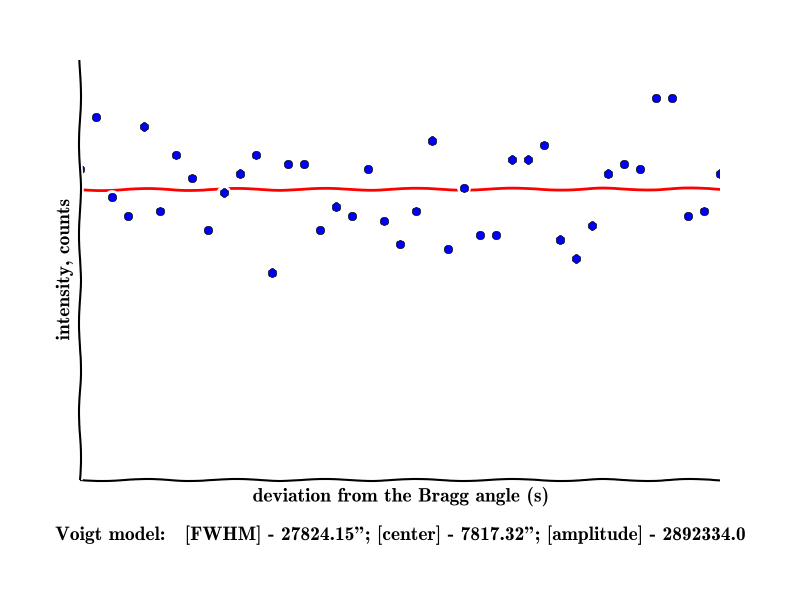 intensity, counts
deviation from the Bragg angle (s)
Voigt model: [FWHM] - 27824.15”; [center] - 7817.32”; [amplitude] - 2892334.0